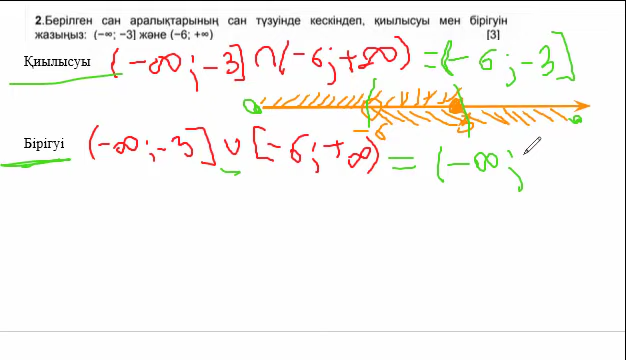 2.Берілген сан аралықтарының сан түзуінде кескіндеп, қиылысуы мен бірігуін
жазыңыз: (−∞; −3] және (−6; +∞) [3]
Қиылысуы (-∞; -3] ∩ (-6; +∞) = (-6; -3]
-6 -3
Бірігуі (-∞; -3] ∪ [-6; +∞) = (-∞;